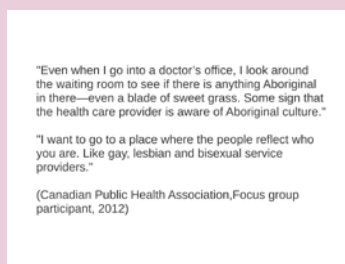 "Even when I go into a doctor's office, I look around
the waiting room to see if there is anything Aboriginal
in there—even a blade of sweet grass. Some sign that
the health care provider is aware of Aboriginal culture."
"I want to go to a place where the people reflect who
you are. Like gay, lesbian and bisexual service
providers."
(Canadian Public Health Association,Focus group
participant, 2012)